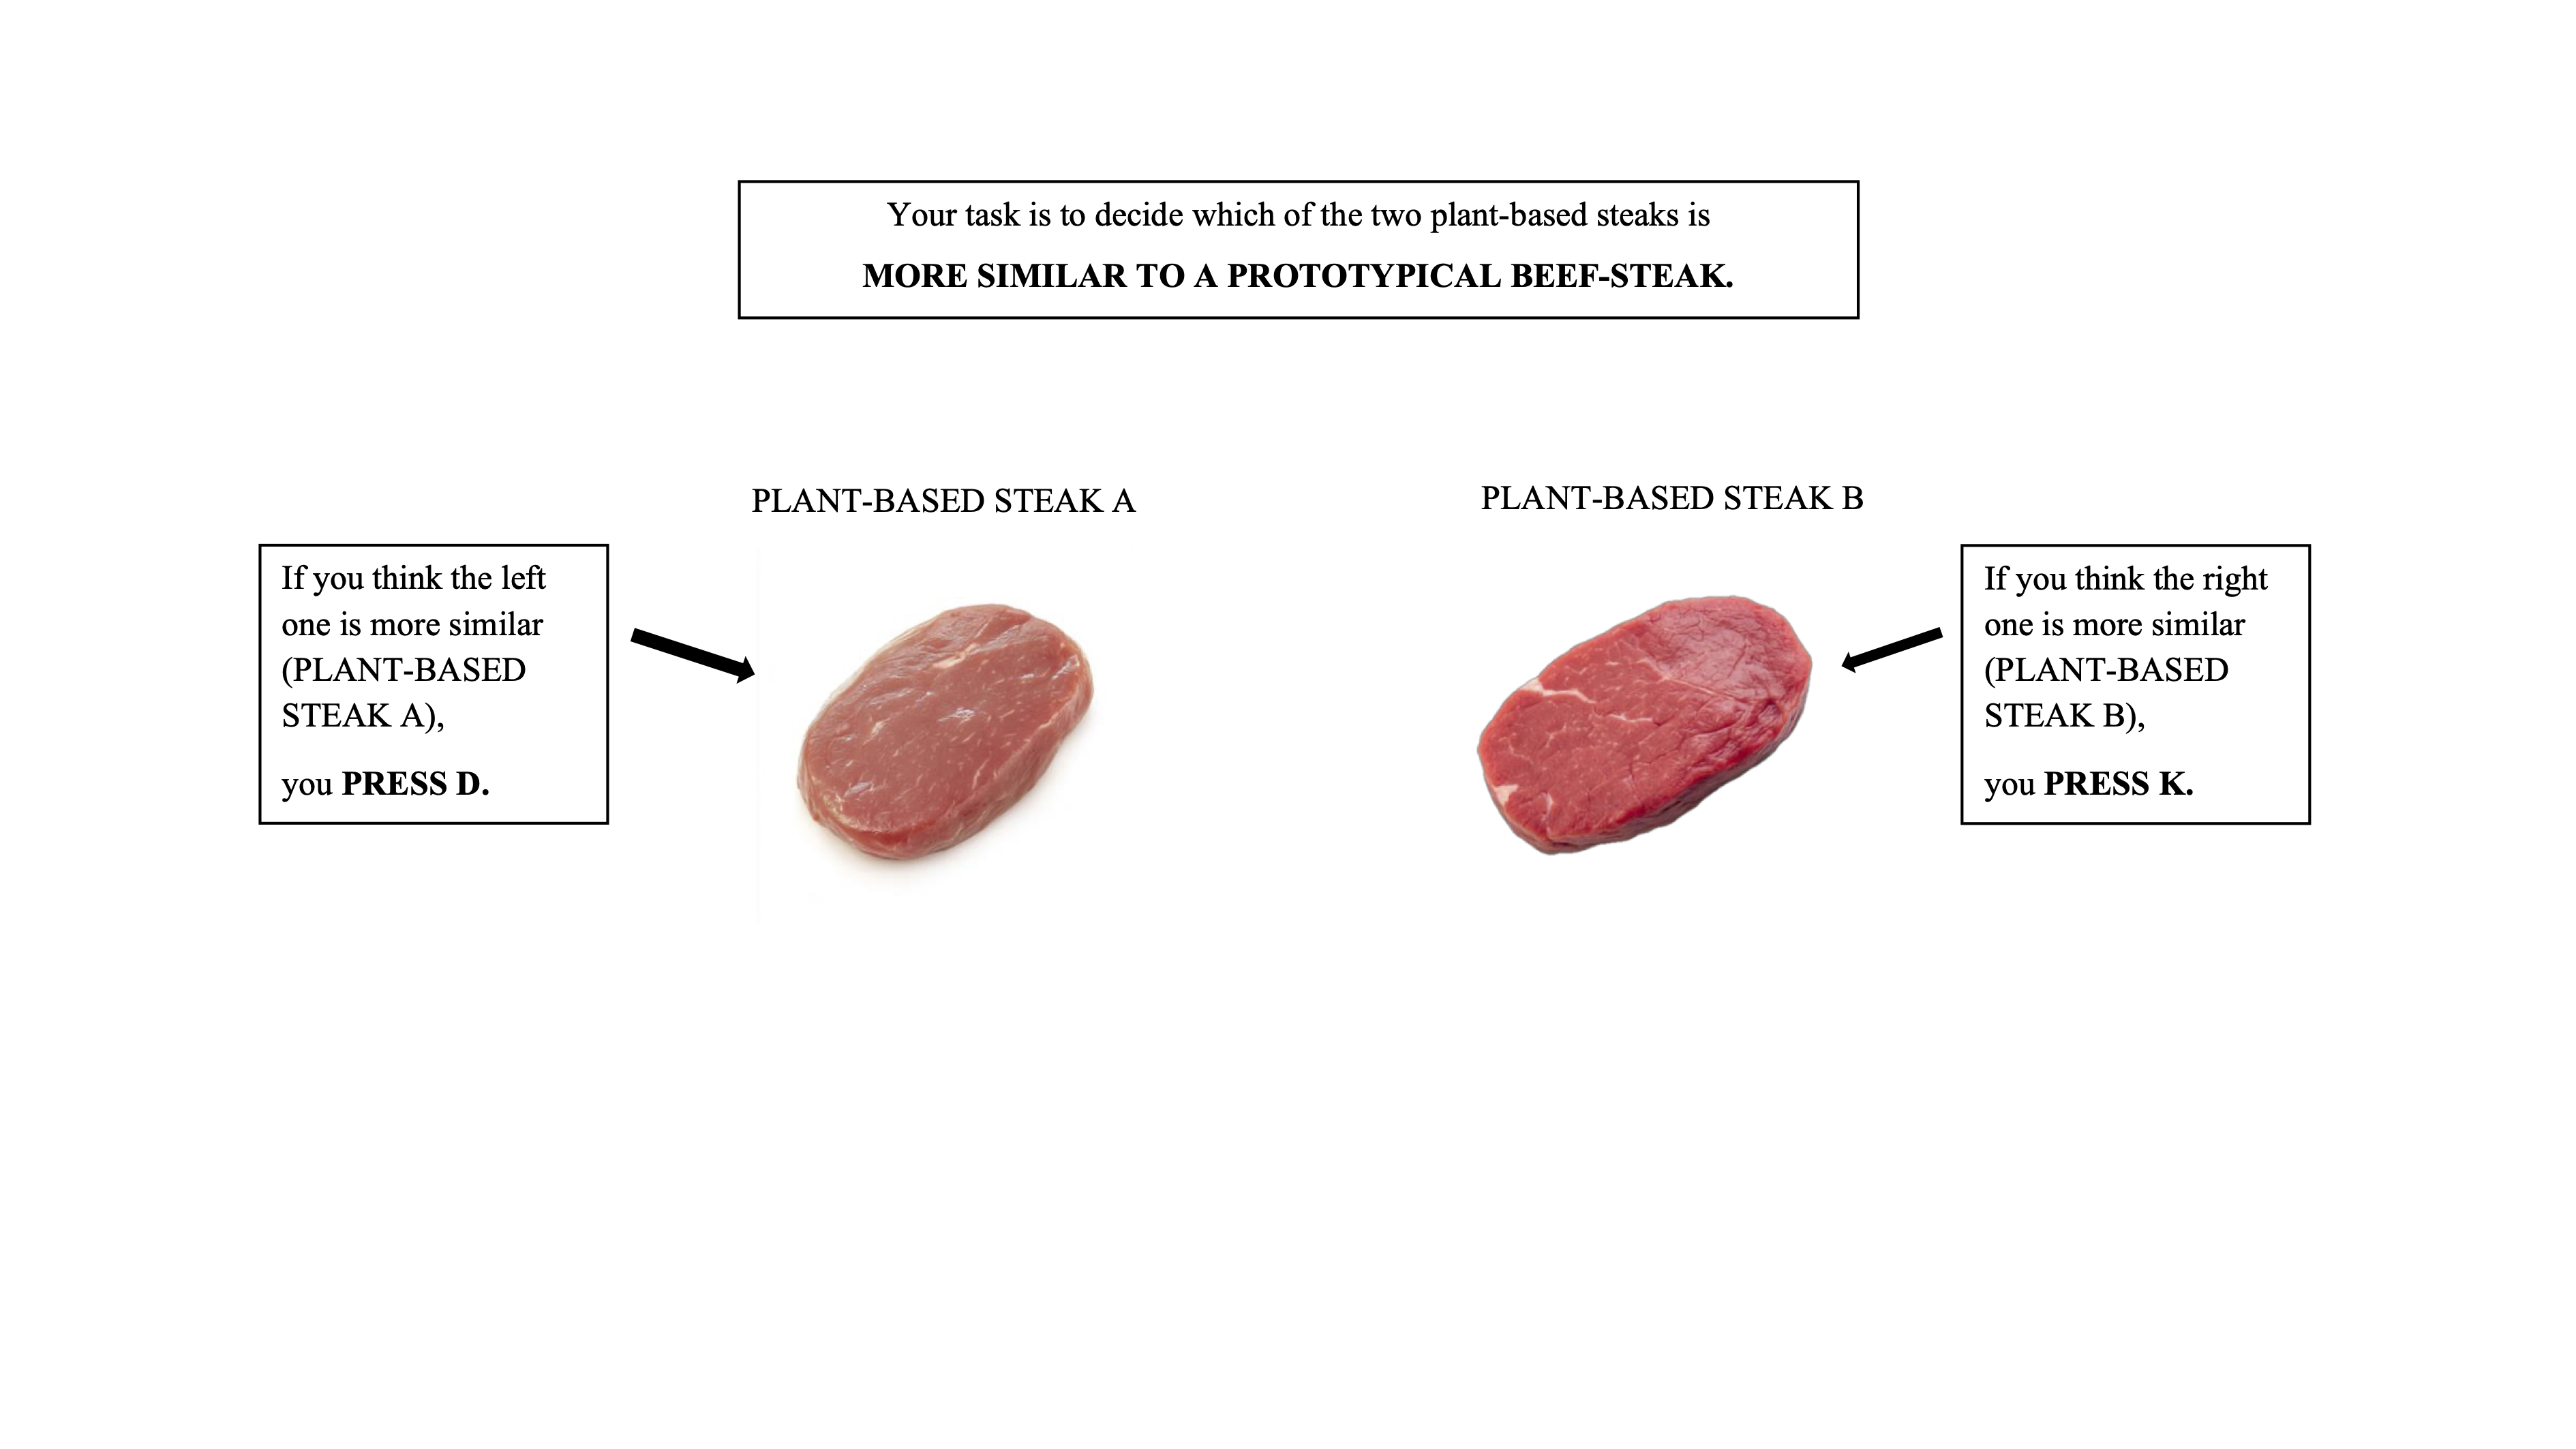 Your task is to decide which of the two plant-based steaks is
MORE SIMILAR TO A PROTOTYPICAL BEEF-STEAK.
PLANT-BASED STEAK A
PLANT-BASED STEAK B
If you think the left
one is more similar
(PLANT-BASED
STEAK A),
you PRESS D.
If you think the right
one is more similar
(PLANT-BASED
STEAK B),
you PRESS K.